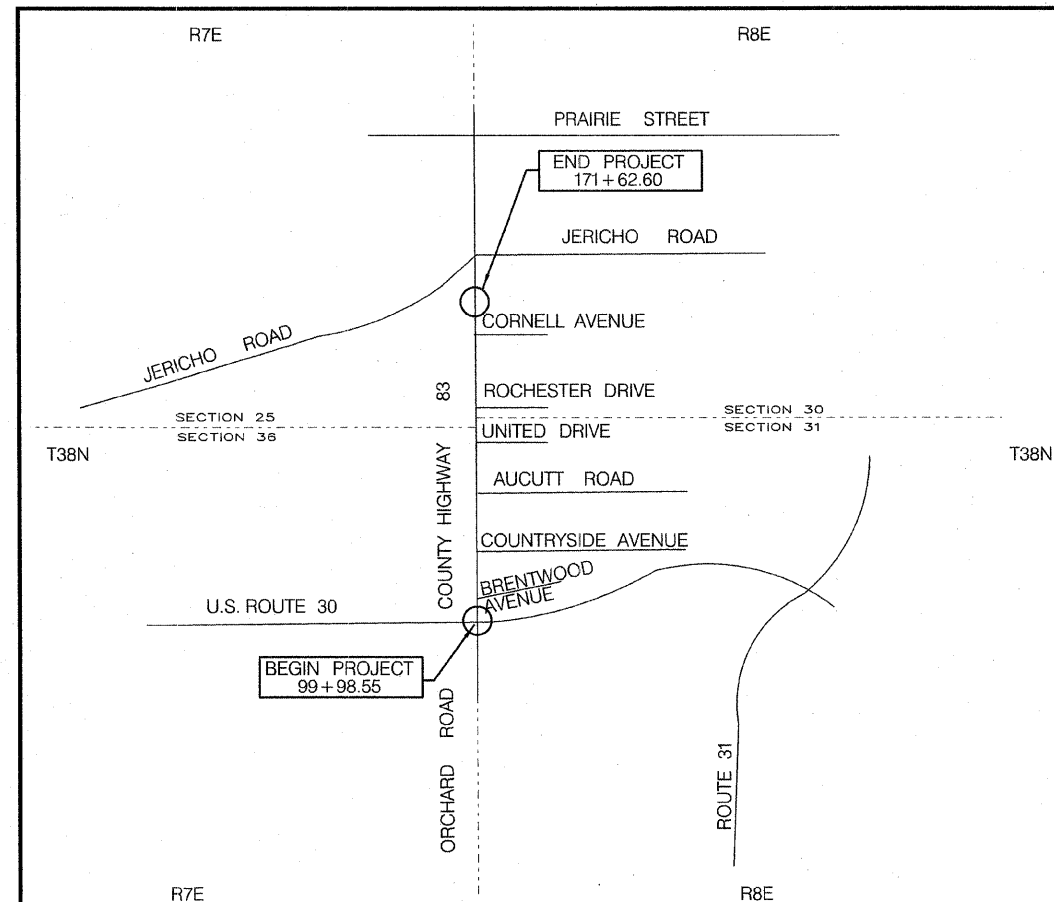 R7E
R8E
PRAIRIE STREET
END PROJECT
171+62.60
JERICHO ROAD
CORNELL AVENUE
JERICHO ROAD
83
ROCHESTER DRIVE
SECTION 25
SECTION 30
SECTION 36
SECTION 31
UNITED DRIVE
T38N
T38N
COUNTY HIGHWAY
AUCUTT ROAD
COUNTRYSIDE AVENUE
BRENTWOOD
AVENUE
U.S. ROUTE 30
BEGIN PROJECT
99+98.55
ORCHARD ROAD
ROUTE 31
R7E
R8E